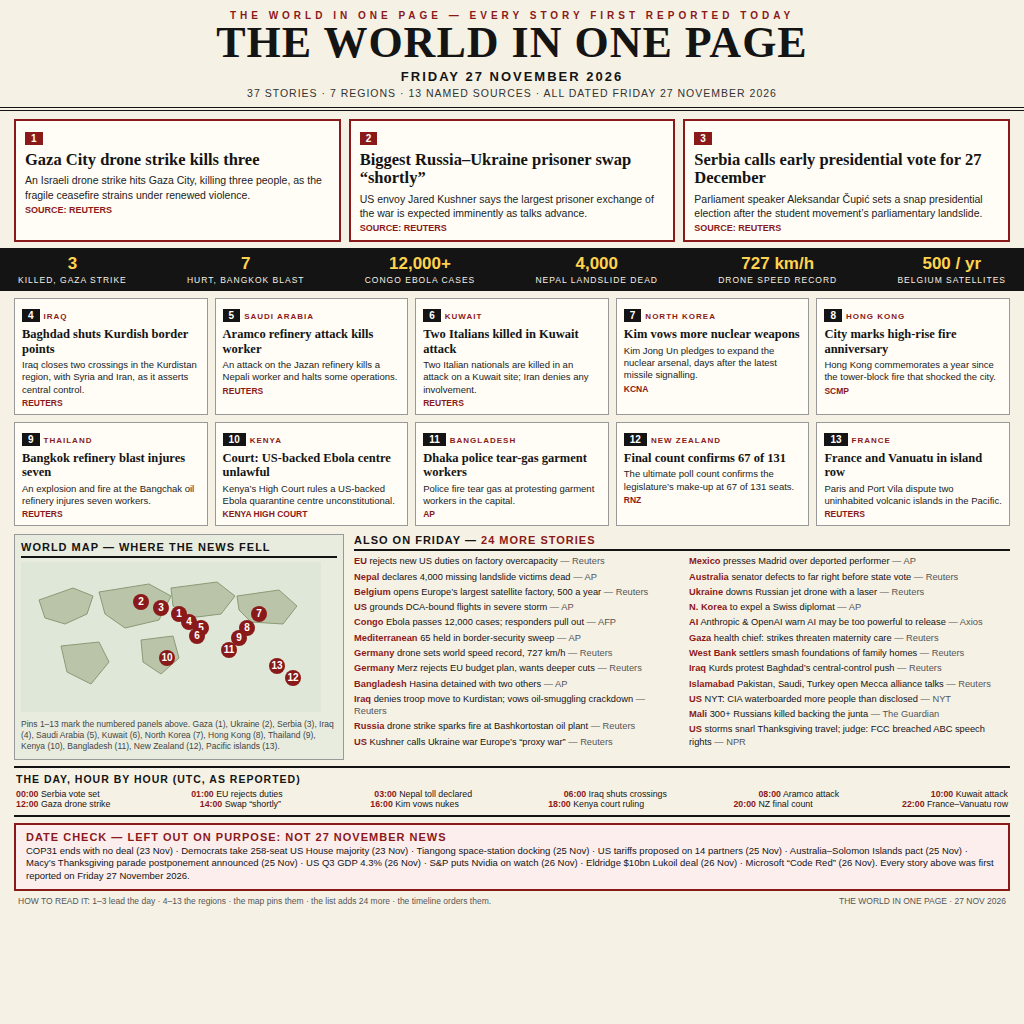 THE WORLD IN ONE PAGE — EVERY STORY FIRST REPORTED TODAY
THE WORLD IN ONE PAGE
FRIDAY 27 NOVEMBER 2026
37 STORIES · 7 REGIONS · 13 NAMED SOURCES · ALL DATED FRIDAY 27 NOVEMBER 2026
1
Gaza City drone strike kills three
An Israeli drone strike hits Gaza City, killing three people, as the
fragile ceasefire strains under renewed violence.
SOURCE: REUTERS
2
Biggest Russia–Ukraine prisoner swap
“shortly”
US envoy Jared Kushner says the largest prisoner exchange of
the war is expected imminently as talks advance.
SOURCE: REUTERS
3
Serbia calls early presidential vote for 27
December
Parliament speaker Aleksandar Čupić sets a snap presidential
election after the student movement’s parliamentary landslide.
SOURCE: REUTERS
3
KILLED, GAZA STRIKE
7
HURT, BANGKOK BLAST
12,000+
CONGO EBOLA CASES
4,000
NEPAL LANDSLIDE DEAD
727 km/h
DRONE SPEED RECORD
500 / yr
BELGIUM SATELLITES
4 IRAQ
Baghdad shuts Kurdish border
points
Iraq closes two crossings in the Kurdistan
region, with Syria and Iran, as it asserts
central control.
REUTERS
5 SAUDI ARABIA
Aramco refinery attack kills
worker
An attack on the Jazan refinery kills a
Nepali worker and halts some operations.
REUTERS
6 KUWAIT
Two Italians killed in Kuwait
attack
Two Italian nationals are killed in an
attack on a Kuwait site; Iran denies any
involvement.
REUTERS
7 NORTH KOREA
Kim vows more nuclear weapons
Kim Jong Un pledges to expand the
nuclear arsenal, days after the latest
missile signalling.
KCNA
8 HONG KONG
City marks high-rise fire
anniversary
Hong Kong commemorates a year since
the tower-block fire that shocked the city.
SCMP
9 THAILAND
Bangkok refinery blast injures
seven
An explosion and fire at the Bangchak oil
refinery injures seven workers.
REUTERS
10 KENYA
Court: US-backed Ebola centre
unlawful
Kenya’s High Court rules a US-backed
Ebola quarantine centre unconstitutional.
KENYA HIGH COURT
11 BANGLADESH
Dhaka police tear-gas garment
workers
Police fire tear gas at protesting garment
workers in the capital.
AP
12 NEW ZEALAND
Final count confirms 67 of 131
The ultimate poll count confirms the
legislature’s make-up at 67 of 131 seats.
RNZ
13 FRANCE
France and Vanuatu in island
row
Paris and Port Vila dispute two
uninhabited volcanic islands in the Pacific.
REUTERS
WORLD MAP — WHERE THE NEWS FELL
2
3
1
4
5
6
7
8
9
11
10
13
12
Pins 1–13 mark the numbered panels above. Gaza (1), Ukraine (2), Serbia (3), Iraq
(4), Saudi Arabia (5), Kuwait (6), North Korea (7), Hong Kong (8), Thailand (9),
Kenya (10), Bangladesh (11), New Zealand (12), Pacific islands (13).
ALSO ON FRIDAY — 24 MORE STORIES
EU rejects new US duties on factory overcapacity — Reuters
Nepal declares 4,000 missing landslide victims dead — AP
Belgium opens Europe’s largest satellite factory, 500 a year — Reuters
US grounds DCA-bound flights in severe storm — AP
Congo Ebola passes 12,000 cases; responders pull out — AFP
Mediterranean 65 held in border-security sweep — AP
Germany drone sets world speed record, 727 km/h — Reuters
Germany Merz rejects EU budget plan, wants deeper cuts — Reuters
Bangladesh Hasina detained with two others — AP
Iraq denies troop move to Kurdistan; vows oil-smuggling crackdown —
Reuters
Russia drone strike sparks fire at Bashkortostan oil plant — Reuters
US Kushner calls Ukraine war Europe’s “proxy war” — Reuters
Mexico presses Madrid over deported performer — AP
Australia senator defects to far right before state vote — Reuters
Ukraine downs Russian jet drone with a laser — Reuters
N. Korea to expel a Swiss diplomat — AP
AI Anthropic & OpenAI warn AI may be too powerful to release — Axios
Gaza health chief: strikes threaten maternity care — Reuters
West Bank settlers smash foundations of family homes — Reuters
Iraq Kurds protest Baghdad’s central-control push — Reuters
Islamabad Pakistan, Saudi, Turkey open Mecca alliance talks — Reuters
US NYT: CIA waterboarded more people than disclosed — NYT
Mali 300+ Russians killed backing the junta — The Guardian
US storms snarl Thanksgiving travel; judge: FCC breached ABC speech
rights — NPR
THE DAY, HOUR BY HOUR (UTC, AS REPORTED)
00:00 Serbia vote set 01:00 EU rejects duties 03:00 Nepal toll declared 06:00 Iraq shuts crossings 08:00 Aramco attack 10:00 Kuwait attack
12:00 Gaza drone strike 14:00 Swap “shortly” 16:00 Kim vows nukes 18:00 Kenya court ruling 20:00 NZ final count 22:00 France–Vanuatu row
DATE CHECK — LEFT OUT ON PURPOSE: NOT 27 NOVEMBER NEWS
COP31 ends with no deal (23 Nov) · Democrats take 258-seat US House majority (23 Nov) · Tiangong space-station docking (25 Nov) · US tariffs proposed on 14 partners (25 Nov) · Australia–Solomon Islands pact (25 Nov) ·
Macy’s Thanksgiving parade postponement announced (25 Nov) · US Q3 GDP 4.3% (26 Nov) · S&P puts Nvidia on watch (26 Nov) · Eldridge $10bn Lukoil deal (26 Nov) · Microsoft “Code Red” (26 Nov). Every story above was first
reported on Friday 27 November 2026.
HOW TO READ IT: 1–3 lead the day · 4–13 the regions · the map pins them · the list adds 24 more · the timeline orders them.
THE WORLD IN ONE PAGE · 27 NOV 2026